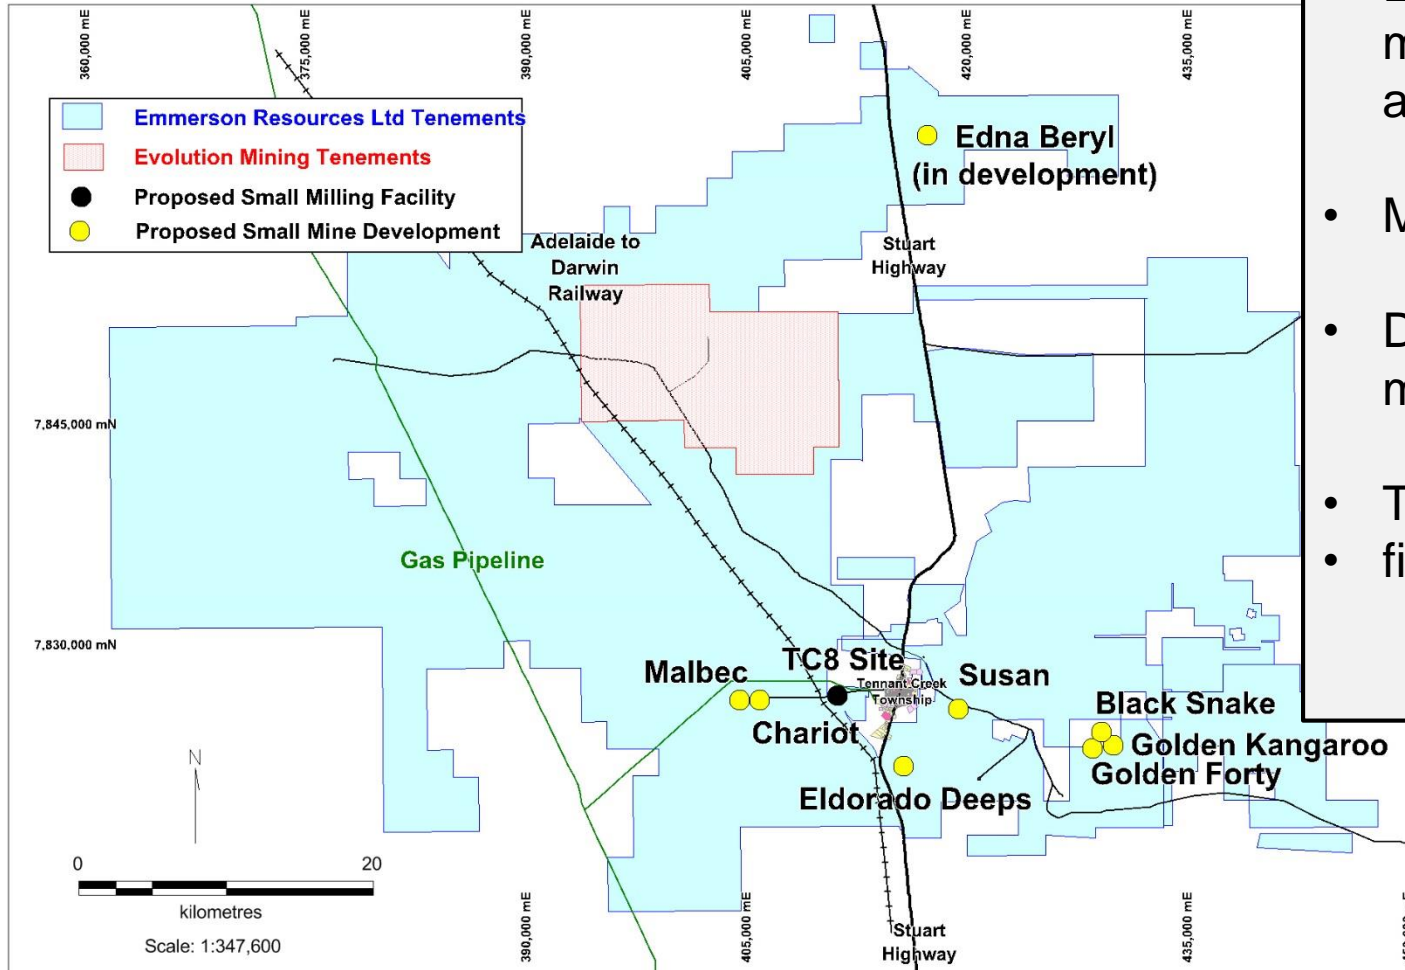 360,000 mE
375,000 mE
390,000 mE
405,000 mE
420,000 mE
435,000 mE
Emmerson Resources Ltd Tenements
Evolution Mining Tenements
Proposed Small Milling Facility
Proposed Small Mine Development
Edna Beryl
(in development)
Adelaide to
Darwin
Railway
Stuart
Highway
7,845,000 mN
Gas Pipeline
7,830,000 mN
Malbec
TC8 Site
Tennant Creek
Township
Susan
Chariot
Black Snake
Golden Kangaroo
Golden Forty
Eldorado Deeps
N
0 20
kilometres
Scale: 1:347,600
390,000 mE
405,000 mE
435,000 mE
Stuart
Highway
m
a
• M
• D
m
• T
• fi